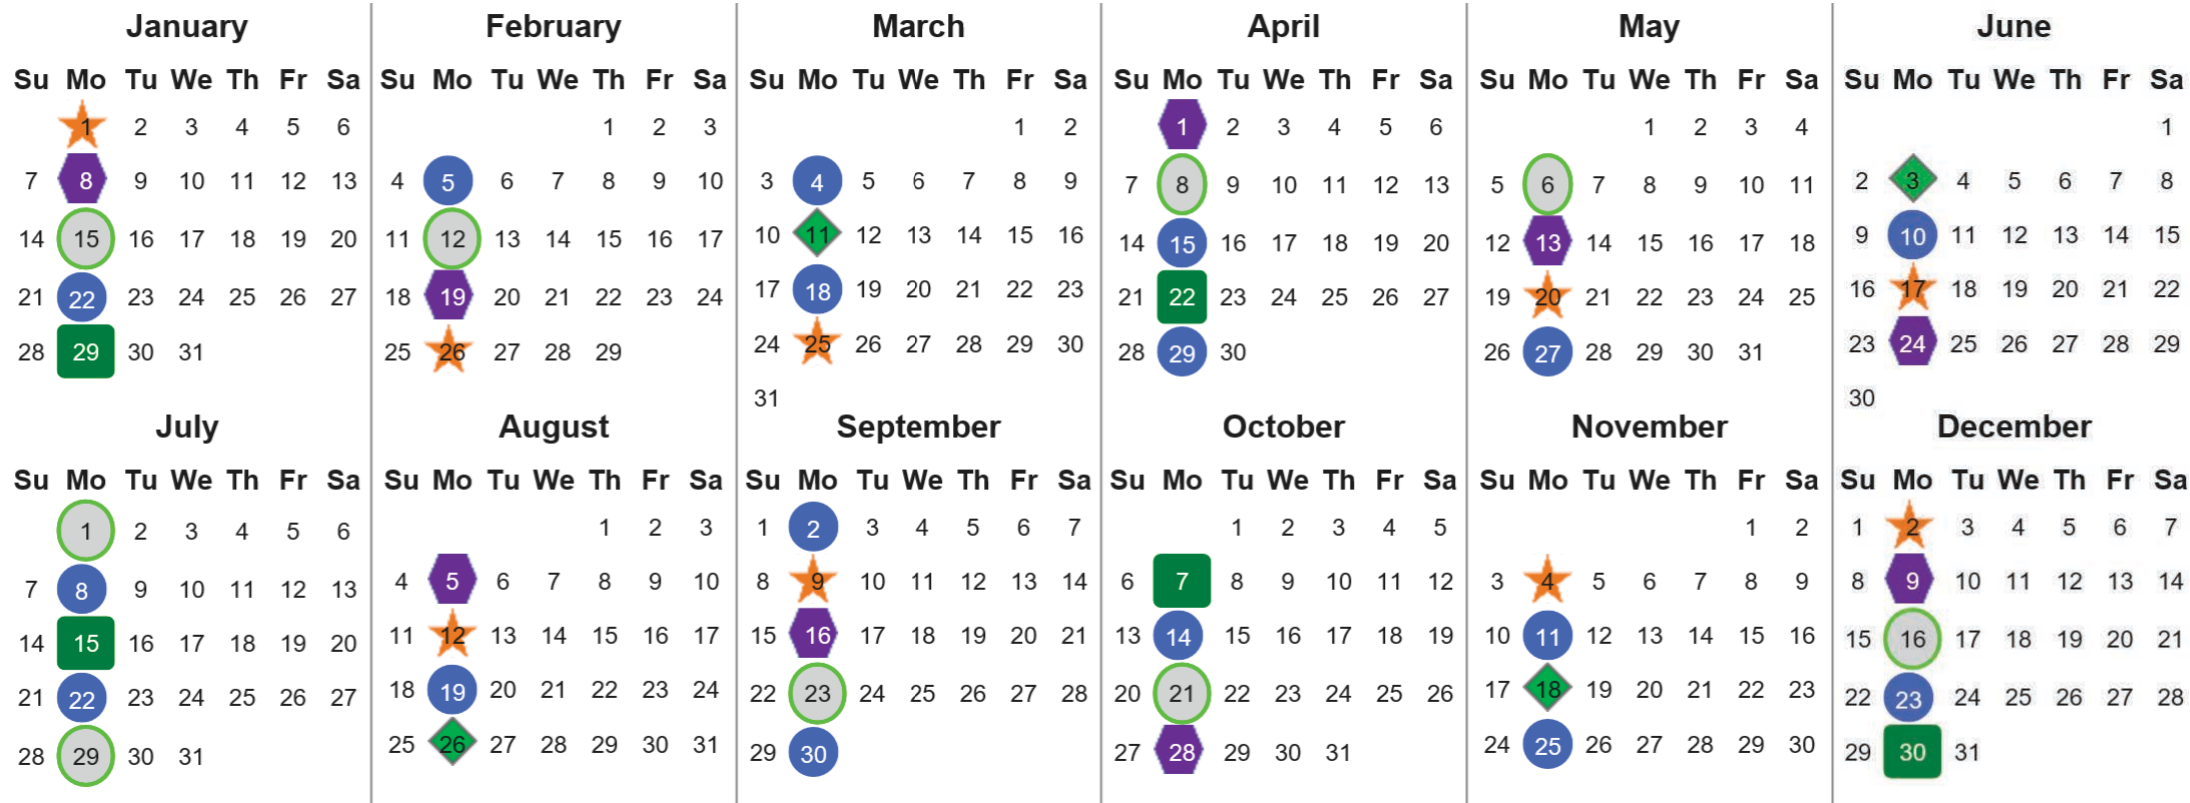 January
Su Mo Tu We Th Fr Sa
1 2 3 4 5 6
7 8 9 10 11 12 13
14 15 16 17 18 19 20
21 22 23 24 25 26 27
28 29 30 31
February
Su Mo Tu We Th Fr Sa
1 2 3
4 5 6 7 8 9 10
11 12 13 14 15 16 17
18 19 20 21 22 23 24
25 26 27 28 29
March
Su Mo Tu We Th Fr Sa
1 2
3 4 5 6 7 8 9
10 11 12 13 14 15 16
17 18 19 20 21 22 23
24 25 26 27 28 29 30
31
April
Su Mo Tu We Th Fr Sa
1 2 3 4 5 6
7 8 9 10 11 12 13
14 15 16 17 18 19 20
21 22 23 24 25 26 27
28 29 30
May
Su Mo Tu We Th Fr Sa
1 2 3 4
5 6 7 8 9 10 11
12 13 14 15 16 17 18
19 20 21 22 23 24 25
26 27 28 29 30 31
June
Su Mo Tu We Th Fr Sa
1
2 3 4 5 6 7 8
9 10 11 12 13 14 15
16 17 18 19 20 21 22
23 24 25 26 27 28 29
30
July
Su Mo Tu We Th Fr Sa
1 2 3 4 5 6
7 8 9 10 11 12 13
14 15 16 17 18 19 20
21 22 23 24 25 26 27
28 29 30 31
August
Su Mo Tu We Th Fr Sa
1 2 3
4 5 6 7 8 9 10
11 12 13 14 15 16 17
18 19 20 21 22 23 24
25 26 27 28 29 30 31
September
Su Mo Tu We Th Fr Sa
1 2 3 4 5 6 7
8 9 10 11 12 13 14
15 16 17 18 19 20 21
22 23 24 25 26 27 28
29 30
October
Su Mo Tu We Th Fr Sa
1 2 3 4 5
6 7 8 9 10 11 12
13 14 15 16 17 18 19
20 21 22 23 24 25 26
27 28 29 30 31
November
Su Mo Tu We Th Fr Sa
1 2
3 4 5 6 7 8 9
10 11 12 13 14 15 16
17 18 19 20 21 22 23
24 25 26 27 28 29 30
December
Su Mo Tu We Th Fr Sa
1 2 3 4 5 6 7
8 9 10 11 12 13 14
15 16 17 18 19 20 21
22 23 24 25 26 27 28
29 30 31